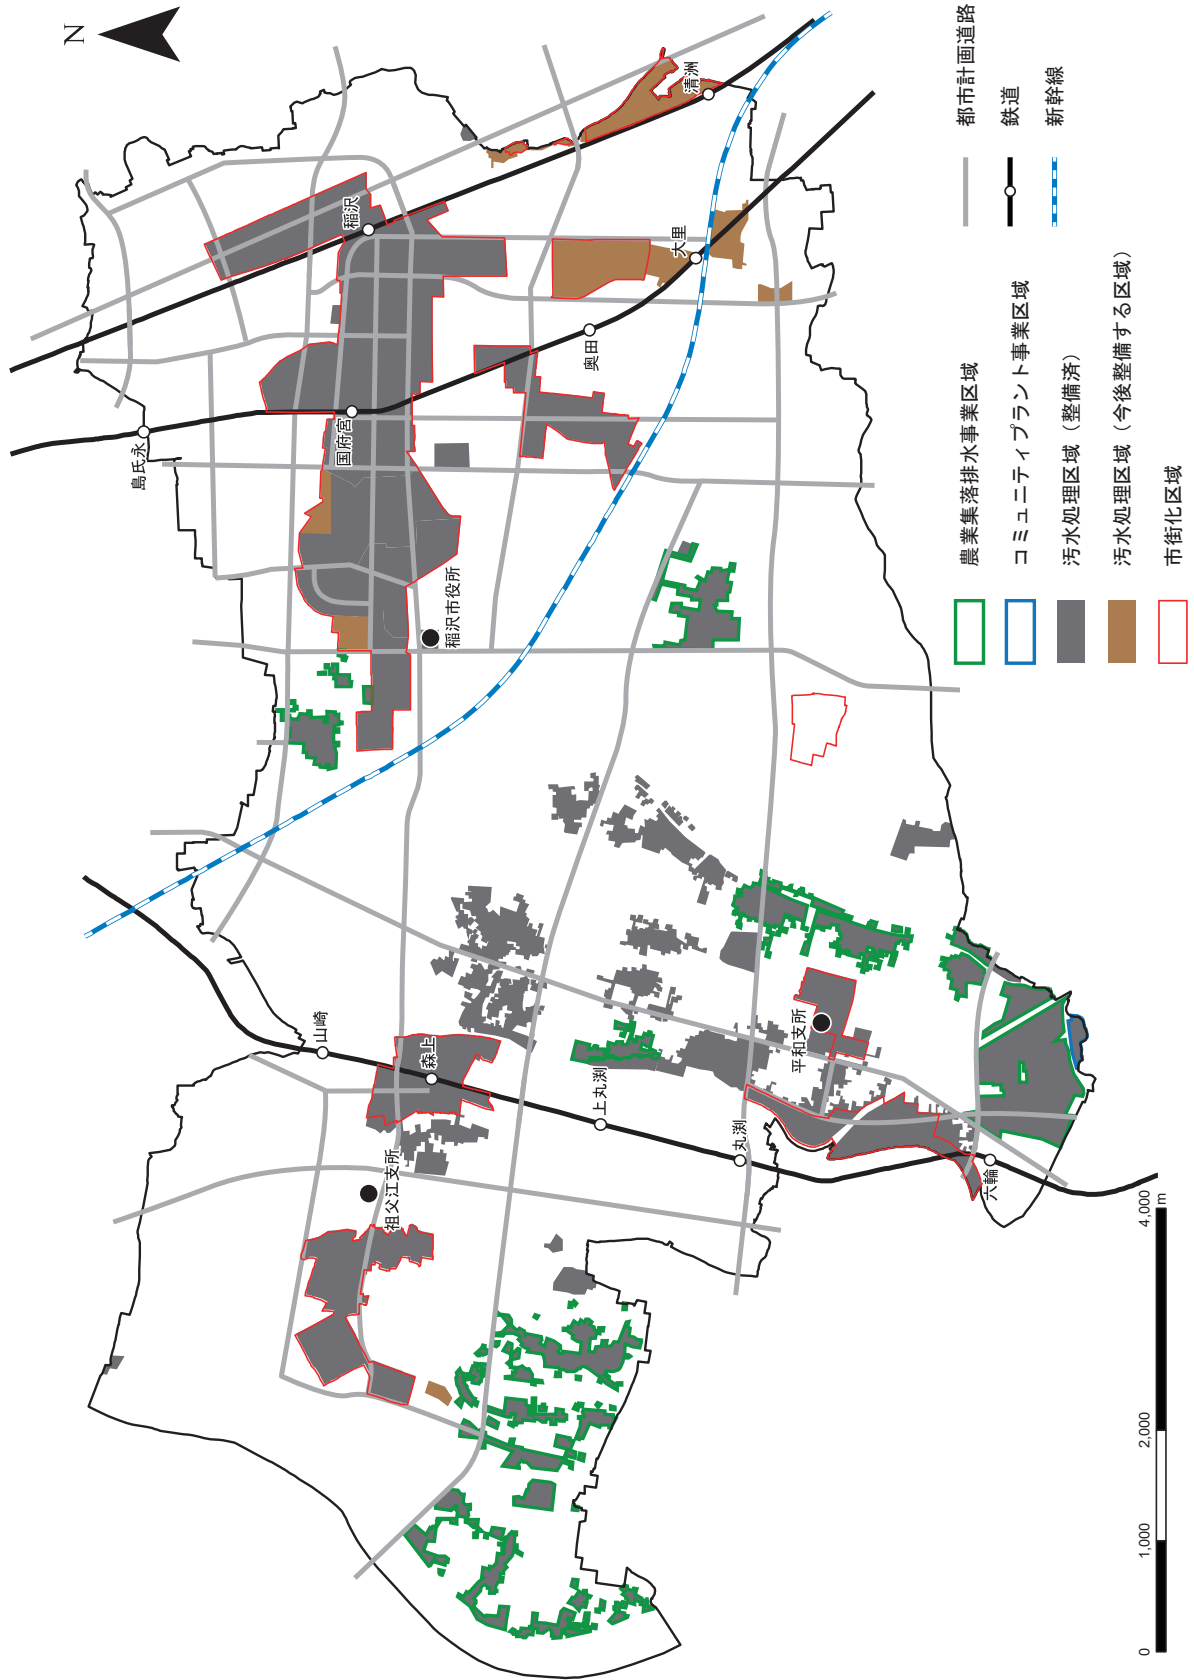 N
島氏永
国府宮
稲沢
清洲
大里
奥田
稲沢市役所
山崎
森上
上丸渕
丸渕
六輪
祖父江支所
平和支所
都市計画道路
鉄道
新幹線
農業集落排水事業区域
コミュニティプラント事業区域
汚水処理区域（整備済）
汚水処理区域（今後整備する区域）
市街化区域
0 1,000 2,000 4,000
m